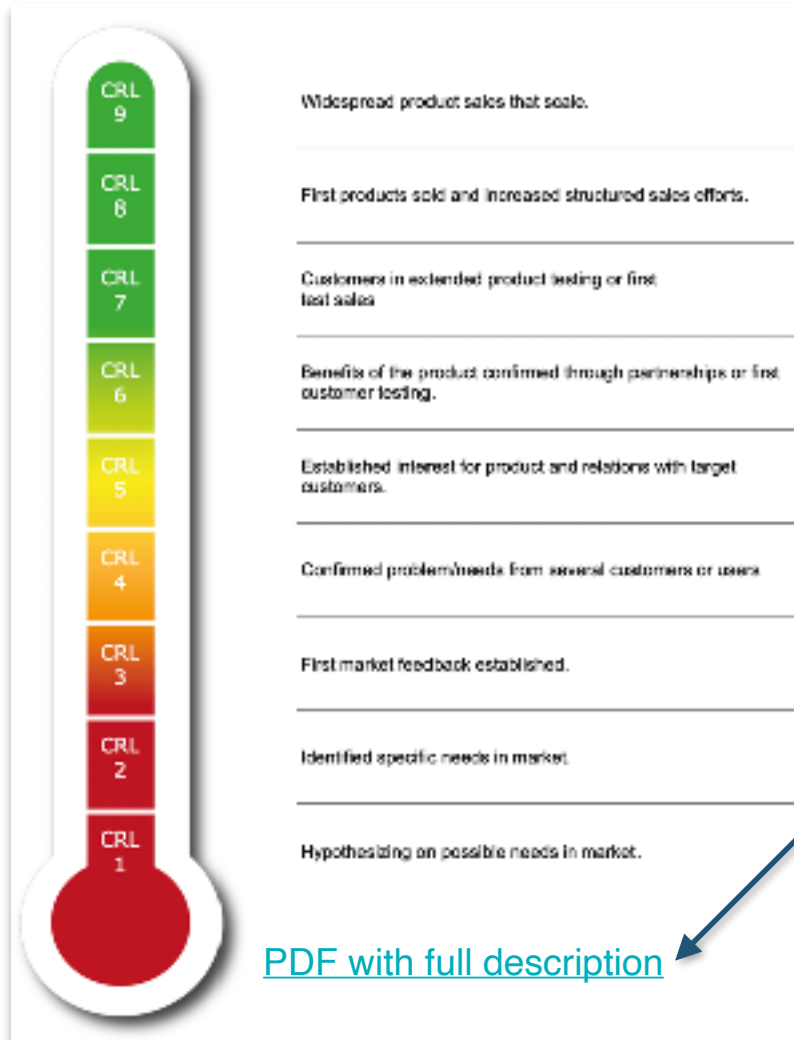 CRL
9
Widespread product sales that scale.
CRL
8
First products sold and increased structured sales efforts.
CRL
7
Customers in extended product testing or first
test sales
CRL
6
Benefits of the product confirmed through partnerships or first
customer testing.
CRL
5
Established interest for product and relations with target
customers.
CRL
4
Confirmed problem/needs from several customers or users
CRL
3
First market feedback established.
CRL
2
Identified specific needs in market.
CRL
1
Hypothesizing on possible needs in market.
PDF with full description